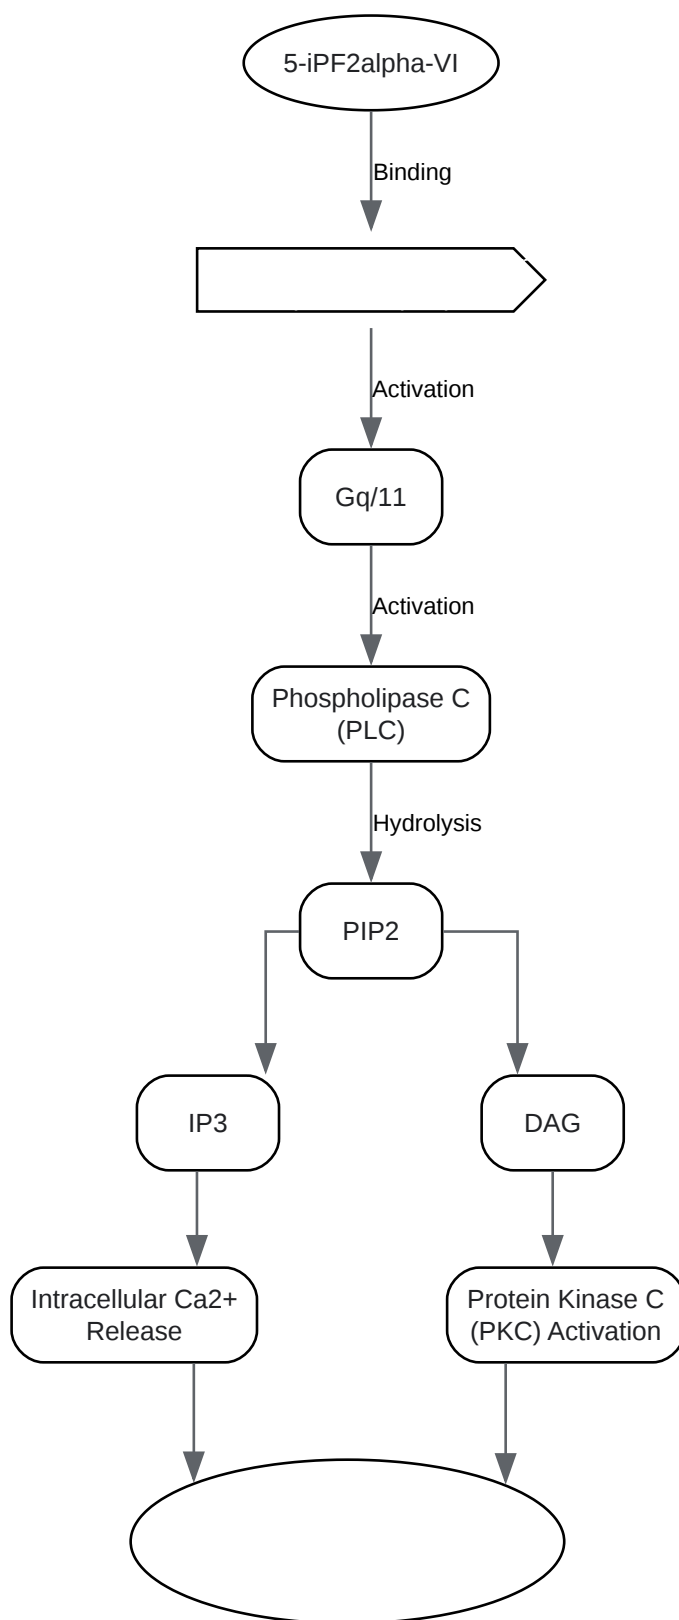 5-iPF2alpha-VI
Binding
Activation
Gq/11
Activation
Phospholipase C
(PLC)
Hydrolysis
PIP2
IP3
DAG
Intracellular Ca2+
Release
Protein Kinase C
(PKC) Activation